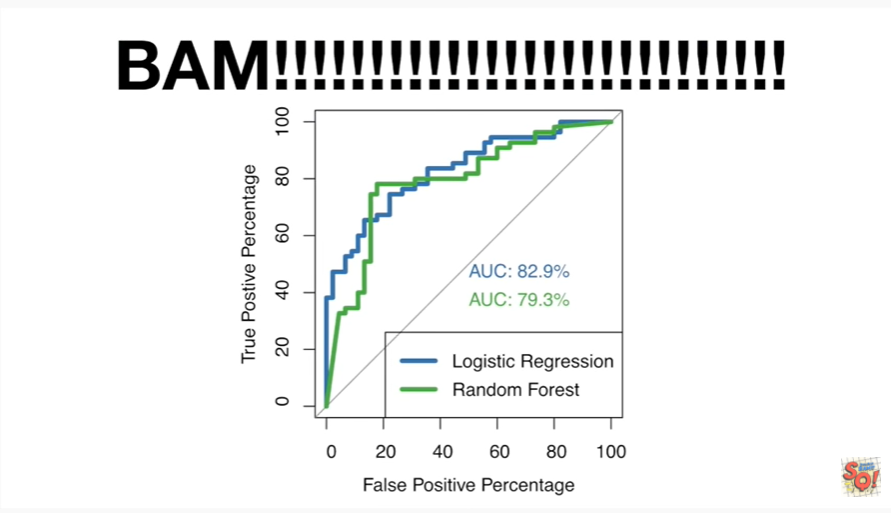 BAM!!!!!!!!!!!!!!!!!!!!!!!!!!!
100
80
60
40
20
0
True Postive Percentage
AUC: 82.9%
AUC: 79.3%
Logistic Regression
Random Forest
0 20 40 60 80 100
False Positive Percentage
SQ!